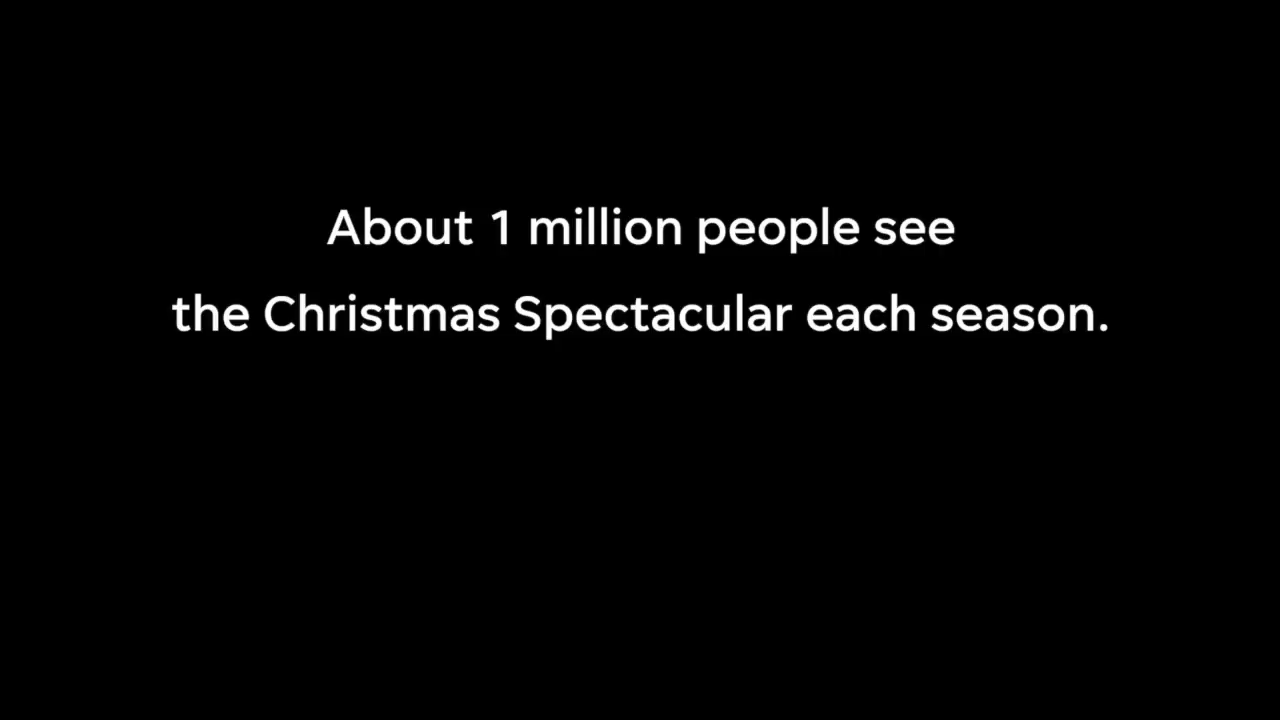 About 1 million people see
the Christmas Spectacular each season.